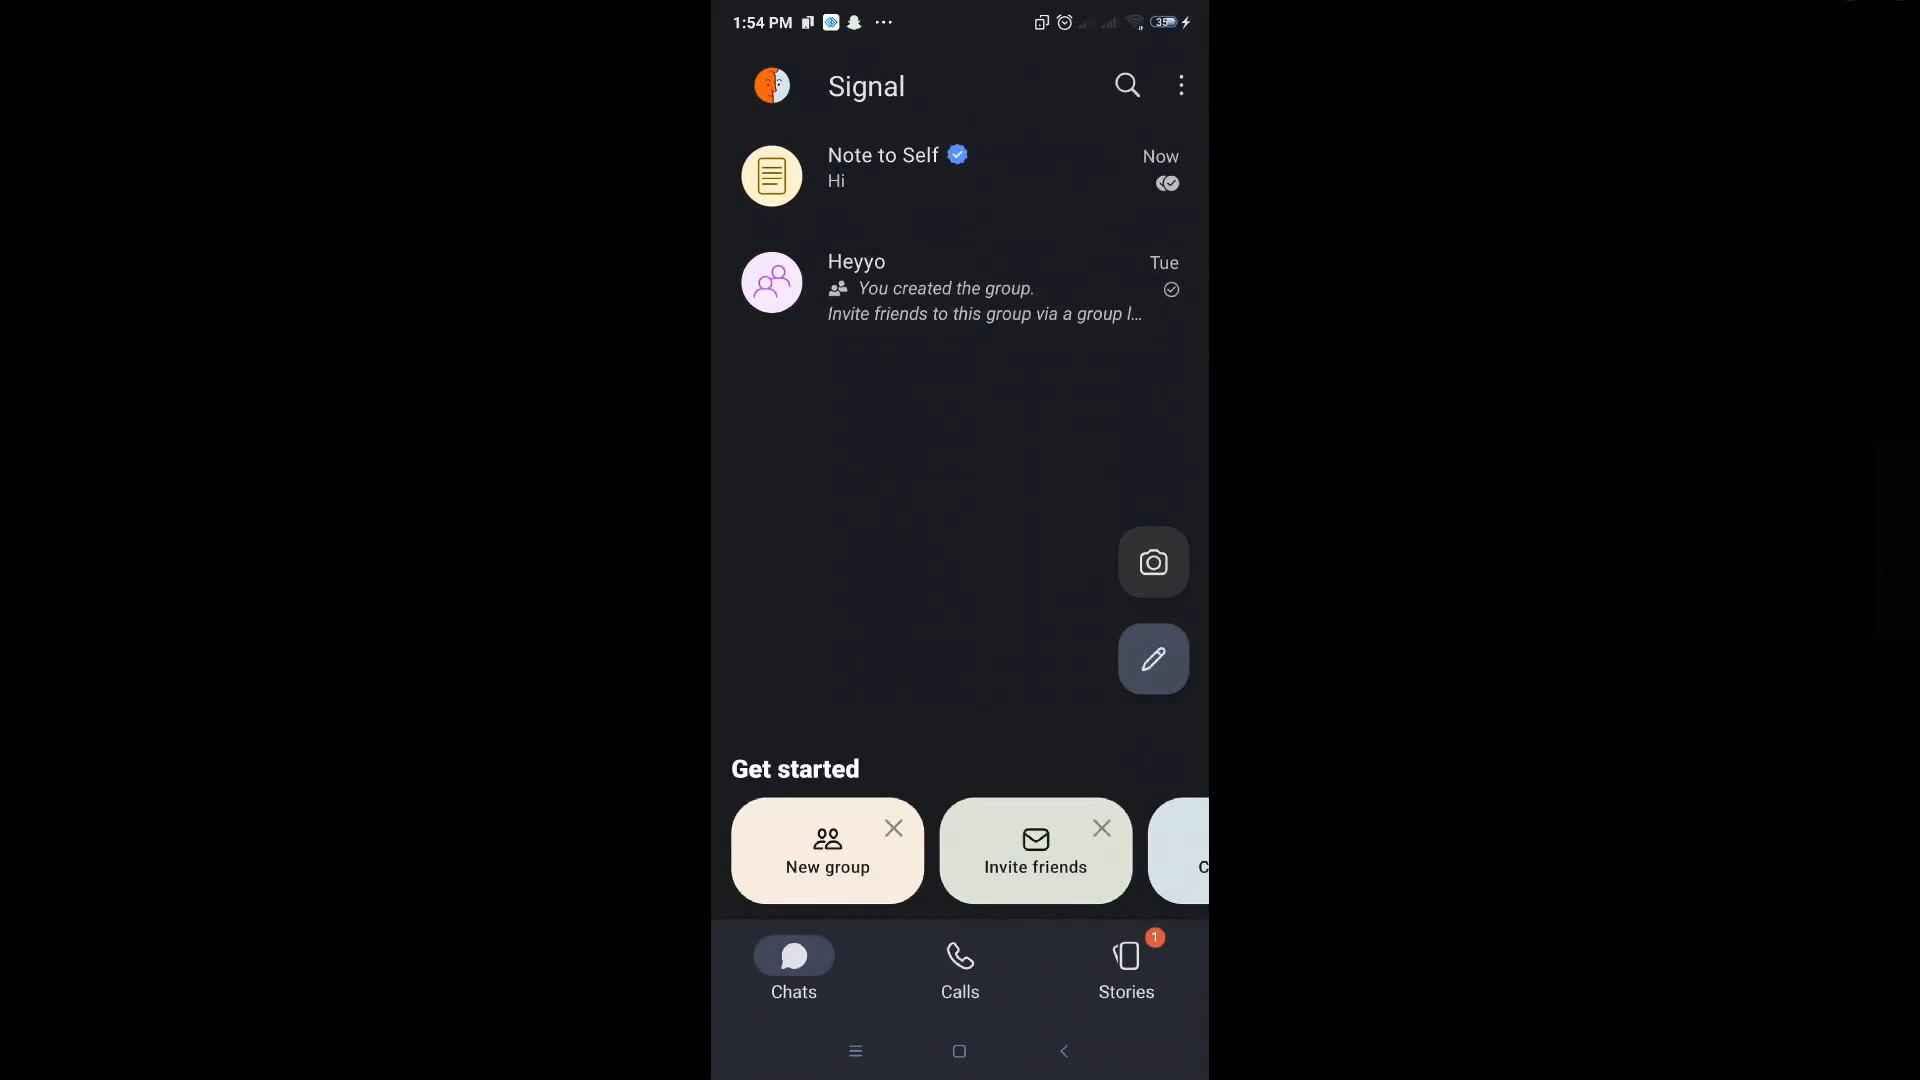 1:54 PM
35
Signal
Note to Self
Now
Hi
Heyyo
Tue
You created the group.
Invite friends to this group via a group l...
Get started
New group
Invite friends
C
1
Chats
Calls
Stories